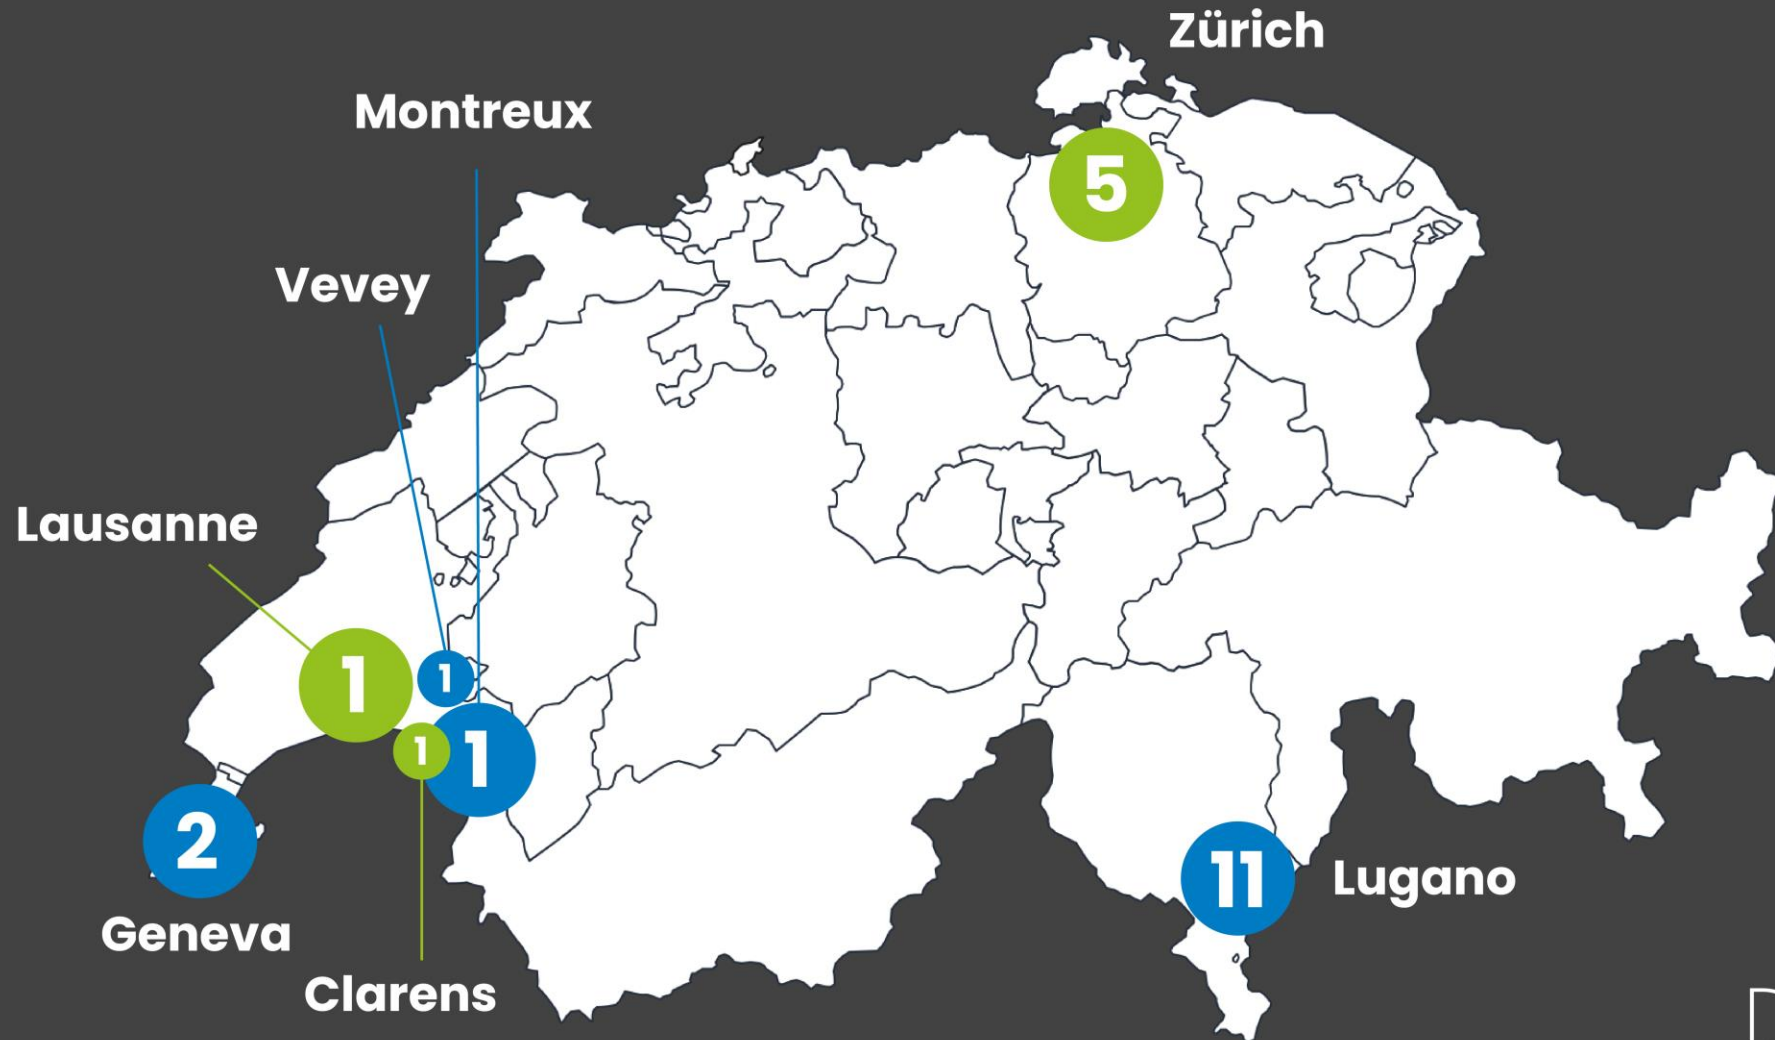 Zürich
5
Montreux
Vevey
Lausanne
1
1
1
1
2
Geneva
Clarens
11
Lugano